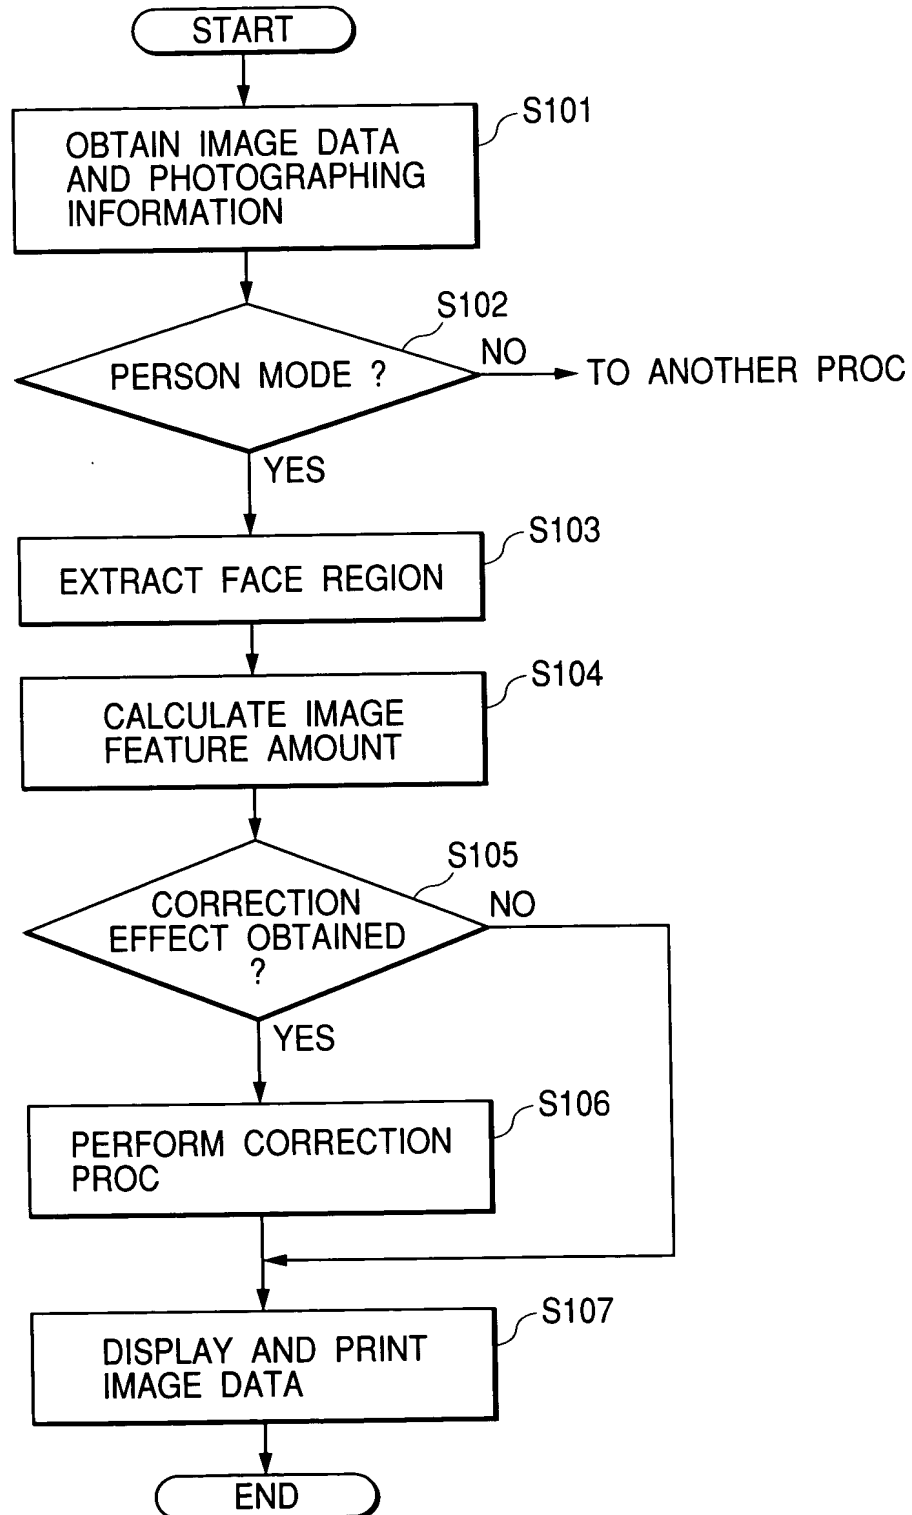 START
S101
OBTAIN IMAGE DATA
AND PHOTOGRAPHING
INFORMATION
S102
PERSON MODE ?
NO
TO ANOTHER PROC
YES
S103
EXTRACT FACE REGION
S104
CALCULATE IMAGE
FEATURE AMOUNT
S105
CORRECTION
EFFECT OBTAINED
?
NO
YES
S106
PERFORM CORRECTION
PROC
S107
DISPLAY AND PRINT
IMAGE DATA
END